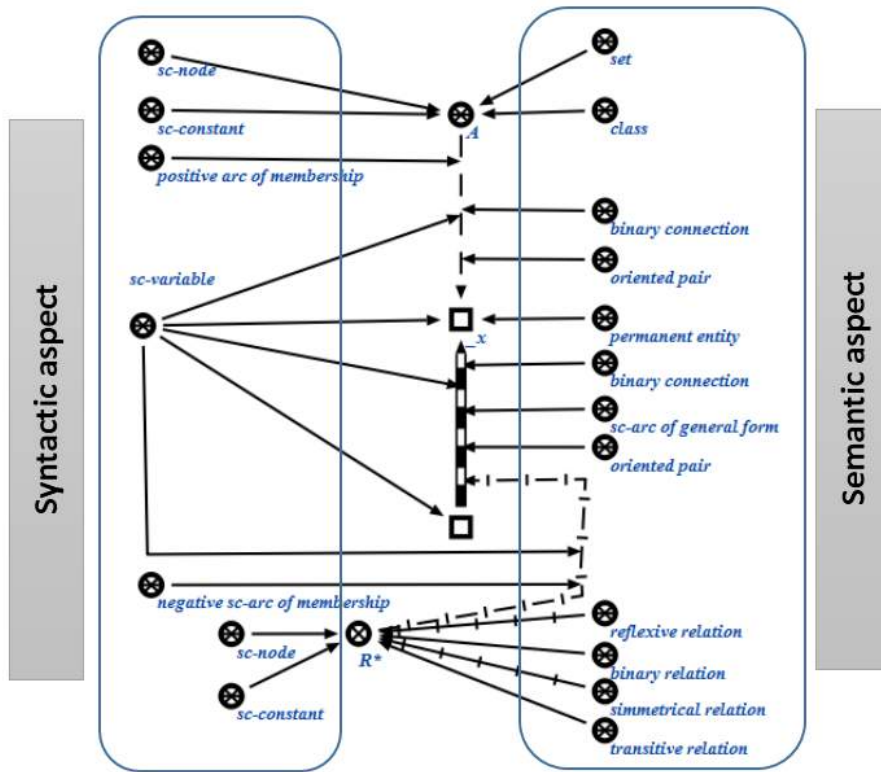 Syntactic aspect
sc-node
sc-constant
positive arc of membership
sc-variable
negative sc-arc of membership
sc-node
sc-constant
A
_x
R*
set
class
binary connection
oriented pair
permanent entity
binary connection
sc-arc of general form
oriented pair
reflexive relation
binary relation
simmetrical relation
transitive relation
Semantic aspect